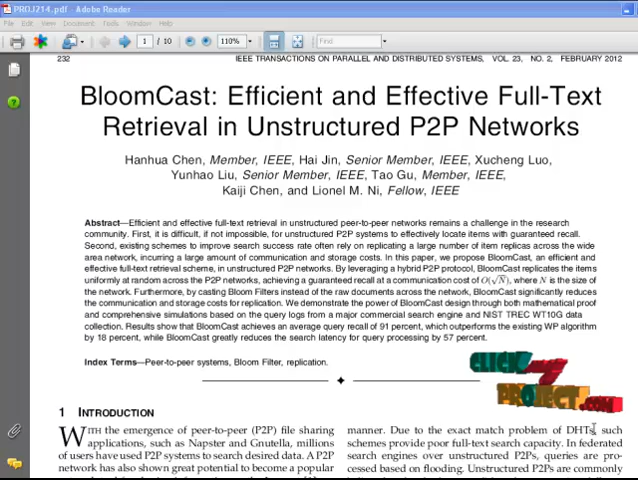 PROJ214.pdf - Adobe Reader
File Edit View Document Tools Window Help
1 / 10 110% Find
232 IEEE TRANSACTIONS ON PARALLEL AND DISTRIBUTED SYSTEMS, VOL. 23, NO. 2, FEBRUARY 2012
BloomCast: Efficient and Effective Full-Text
Retrieval in Unstructured P2P Networks
Hanhua Chen, Member, IEEE, Hai Jin, Senior Member, IEEE, Xucheng Luo,
Yunhao Liu, Senior Member, IEEE, Tao Gu, Member, IEEE,
Kaiji Chen, and Lionel M. Ni, Fellow, IEEE
Abstract—Efficient and effective full-text retrieval in unstructured peer-to-peer networks remains a challenge in the research
community. First, it is difficult, if not impossible, for unstructured P2P systems to effectively locate items with guaranteed recall.
Second, existing schemes to improve search success rate often rely on replicating a large number of item replicas across the wide
area network, incurring a large amount of communication and storage costs. In this paper, we propose BloomCast, an efficient and
effective full-text retrieval scheme, in unstructured P2P networks. By leveraging a hybrid P2P protocol, BloomCast replicates the items
uniformly at random across the P2P networks, achieving a guaranteed recall at a communication cost of O(√N), where N is the size of
the network. Furthermore, by casting Bloom Filters instead of the raw documents across the network, BloomCast significantly reduces
the communication and storage costs for replication. We demonstrate the power of BloomCast design through both mathematical proof
and comprehensive simulations based on the query logs from a major commercial search engine and NIST TREC WT10G data
collection. Results show that BloomCast achieves an average query recall of 91 percent, which outperforms the existing WP algorithm
by 18 percent, while BloomCast greatly reduces the search latency for query processing by 57 percent.
Index Terms—Peer-to-peer systems, Bloom Filter, replication.
CLICK
PROJECT.COM
1 INTRODUCTION
WITH the emergence of peer-to-peer (P2P) file sharing
applications, such as Napster and Gnutella, millions
of users have used P2P systems to search desired data. A P2P
network has also shown great potential to become a popular
manner. Due to the exact match problem of DHTs, such
schemes provide poor full-text search capacity. In federated
search engines over unstructured P2Ps, queries are pro-
cessed based on flooding. Unstructured P2Ps are commonly